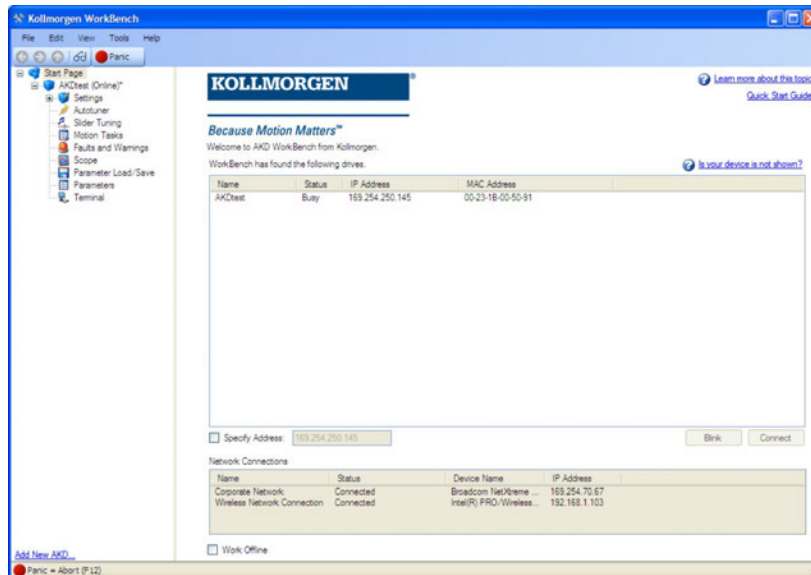 Kollmorgen WorkBench
File Edit View Tools Help
Panic
Start Page
AKDtest (Online)*
Settings
Autotuner
Slider Tuning
Motion Tasks
Faults and Warnings
Scope
Parameter Load/Save
Parameters
Terminal
Add New AKD...
KOLLMORGEN®
Because Motion Matters™
Learn more about this topic
Quick Start Guide
Welcome to AKD WorkBench from Kollmorgen.
WorkBench has found the following drives.
Is your device is not shown?
Name Status IP Address MAC Address
AKDtest Busy 169.254.250.145 00-23-1B-00-50-91
Specify Address: 169.254.250.145 Blink Connect
Network Connections
Name Status Device Name IP Address
Corporate Network Connected Broadcom NetXtreme ... 169.254.70.67
Wireless Network Connection Connected Intel(R) PRO/Wireless... 192.168.1.103
Work Offline
Panic = Abort (F12)